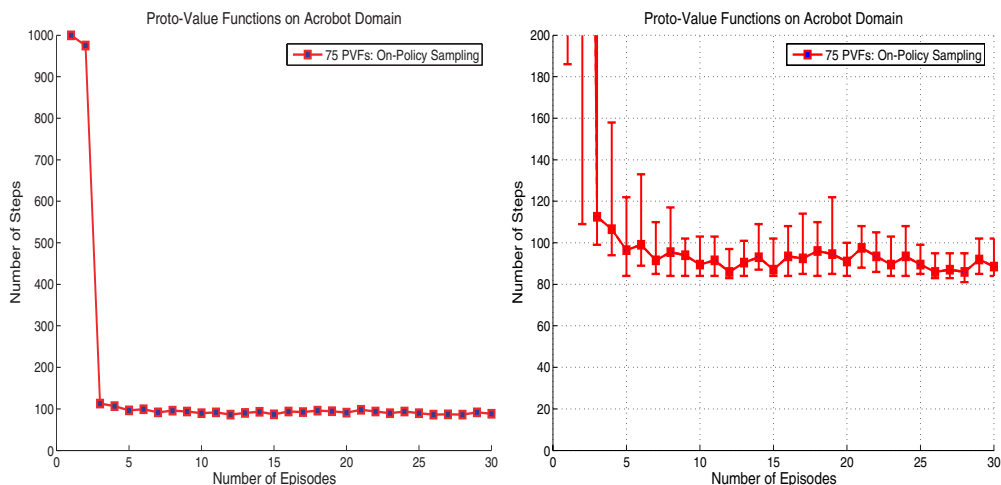 Proto-Value Functions on Acrobot Domain
1000
900
800
700
600
500
400
300
200
100
0
Number of Steps
75 PVFs: On-Policy Sampling
0 5 10 15 20 25 30
Number of Episodes
Proto-Value Functions on Acrobot Domain
200
180
160
140
120
100
80
60
40
20
0
Number of Steps
75 PVFs: On-Policy Sampling
0 5 10 15 20 25 30
Number of Episodes